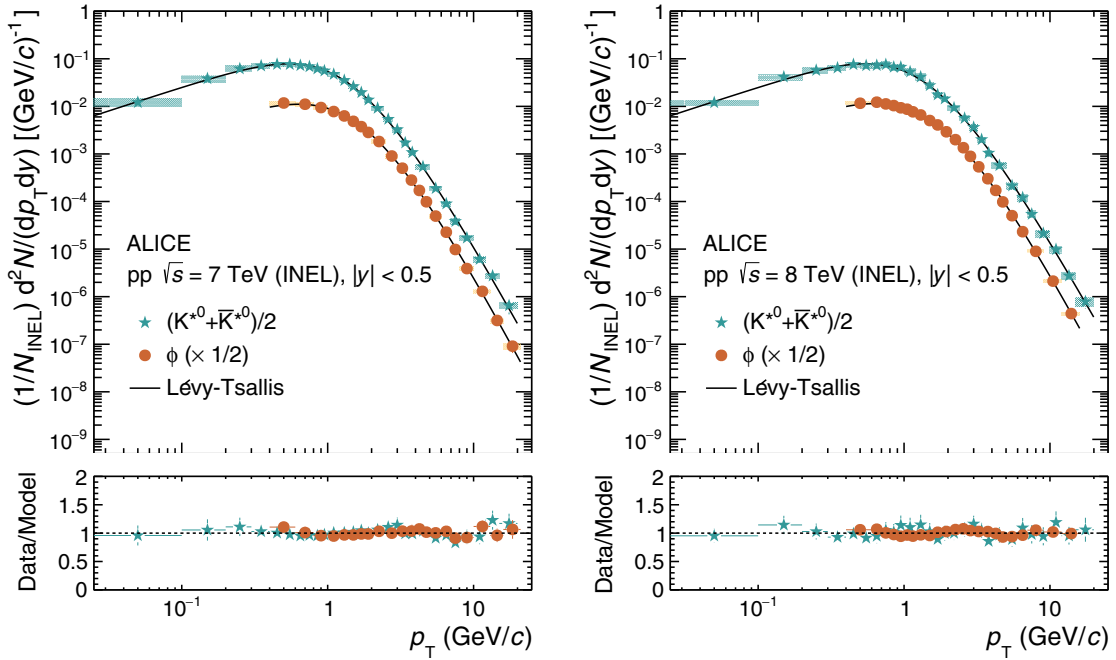 (1/N_INEL) d²N/(dp_Tdy) [(GeV/c)⁻¹]
1
10⁻¹
10⁻²
10⁻³
10⁻⁴
10⁻⁵
10⁻⁶
10⁻⁷
10⁻⁸
10⁻⁹
ALICE
pp √s = 7 TeV (INEL), |y| < 0.5
(K*⁰+K̅*⁰)/2
ϕ (× 1/2)
Lévy-Tsallis
Data/Model
2
1.5
1
0.5
0
10⁻¹ 1 10
p_T (GeV/c)
(1/N_INEL) d²N/(dp_Tdy) [(GeV/c)⁻¹]
1
10⁻¹
10⁻²
10⁻³
10⁻⁴
10⁻⁵
10⁻⁶
10⁻⁷
10⁻⁸
10⁻⁹
ALICE
pp √s = 8 TeV (INEL), |y| < 0.5
(K*⁰+K̅*⁰)/2
ϕ (× 1/2)
Lévy-Tsallis
Data/Model
2
1.5
1
0.5
0
10⁻¹ 1 10
p_T (GeV/c)